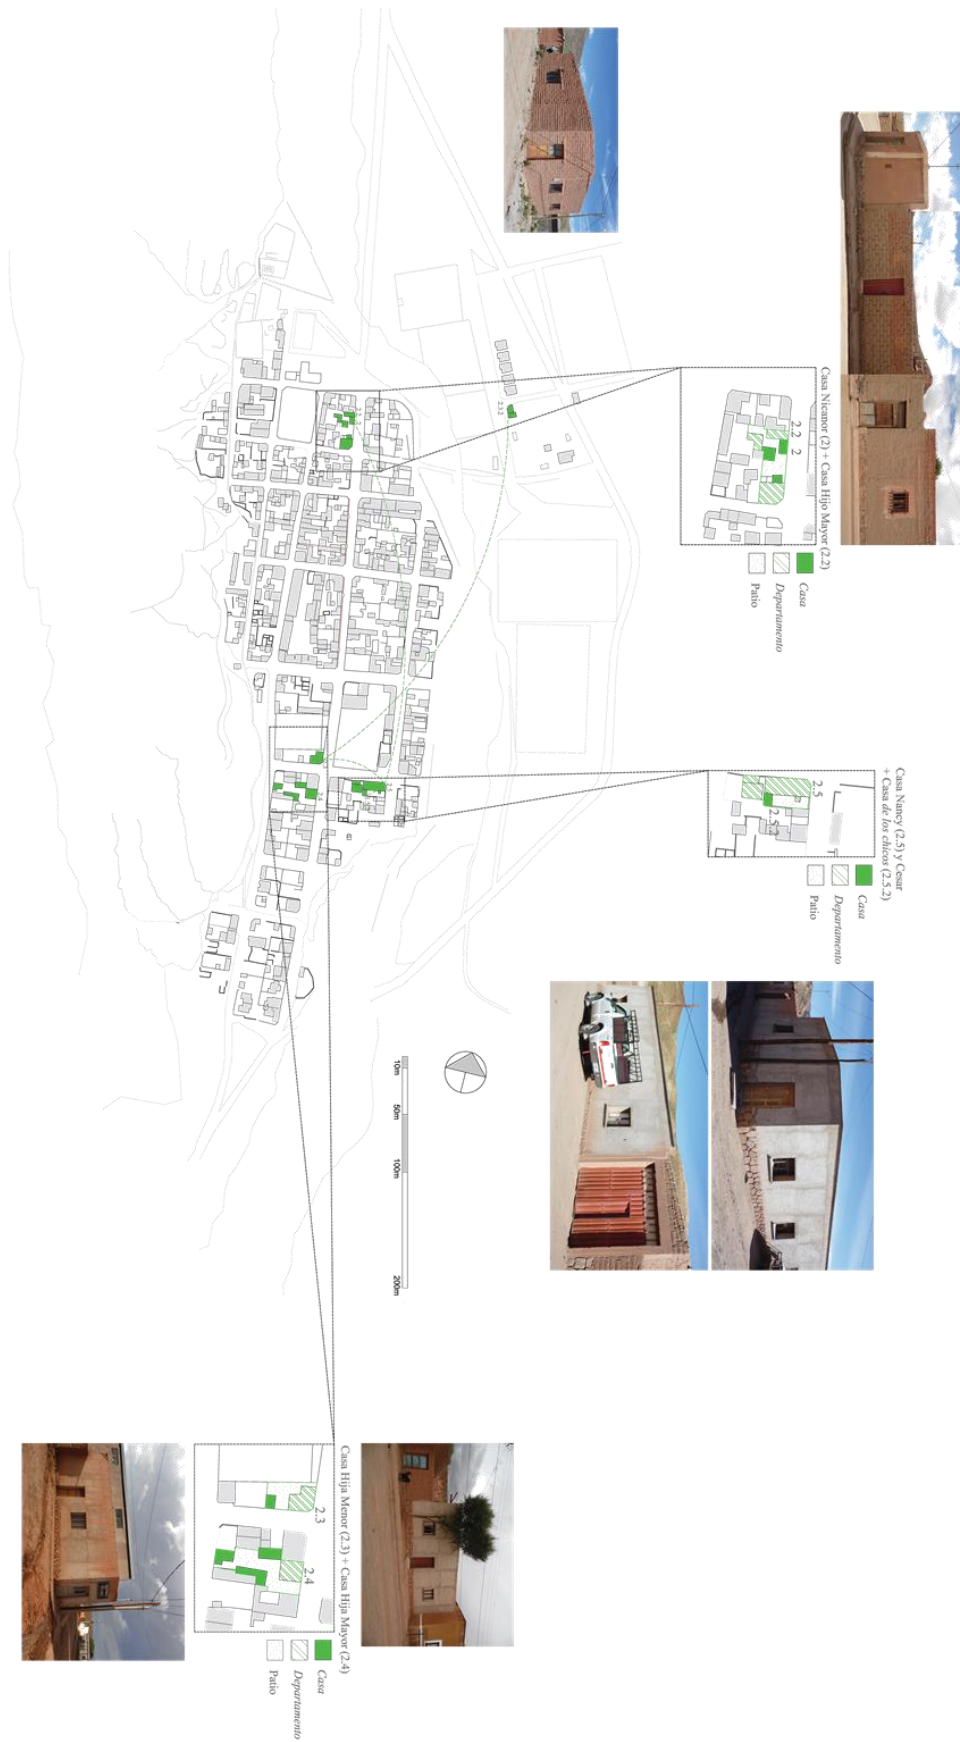 Casa Nicanor (2) + Casa Hijo Mayor (2.2)
2.2
2
Casa
Departamento
Patio
Casa Nancy (2.5) y Cesar
+ Casa de los chicos (2.5.2)
2.5
2.5.2
Casa
Departamento
Patio
2.3.2
2.4
10m
50m
100m
200m
Casa Hija Menor (2.3) + Casa Hija Mayor (2.4)
2.3
2.4
Casa
Departamento
Patio